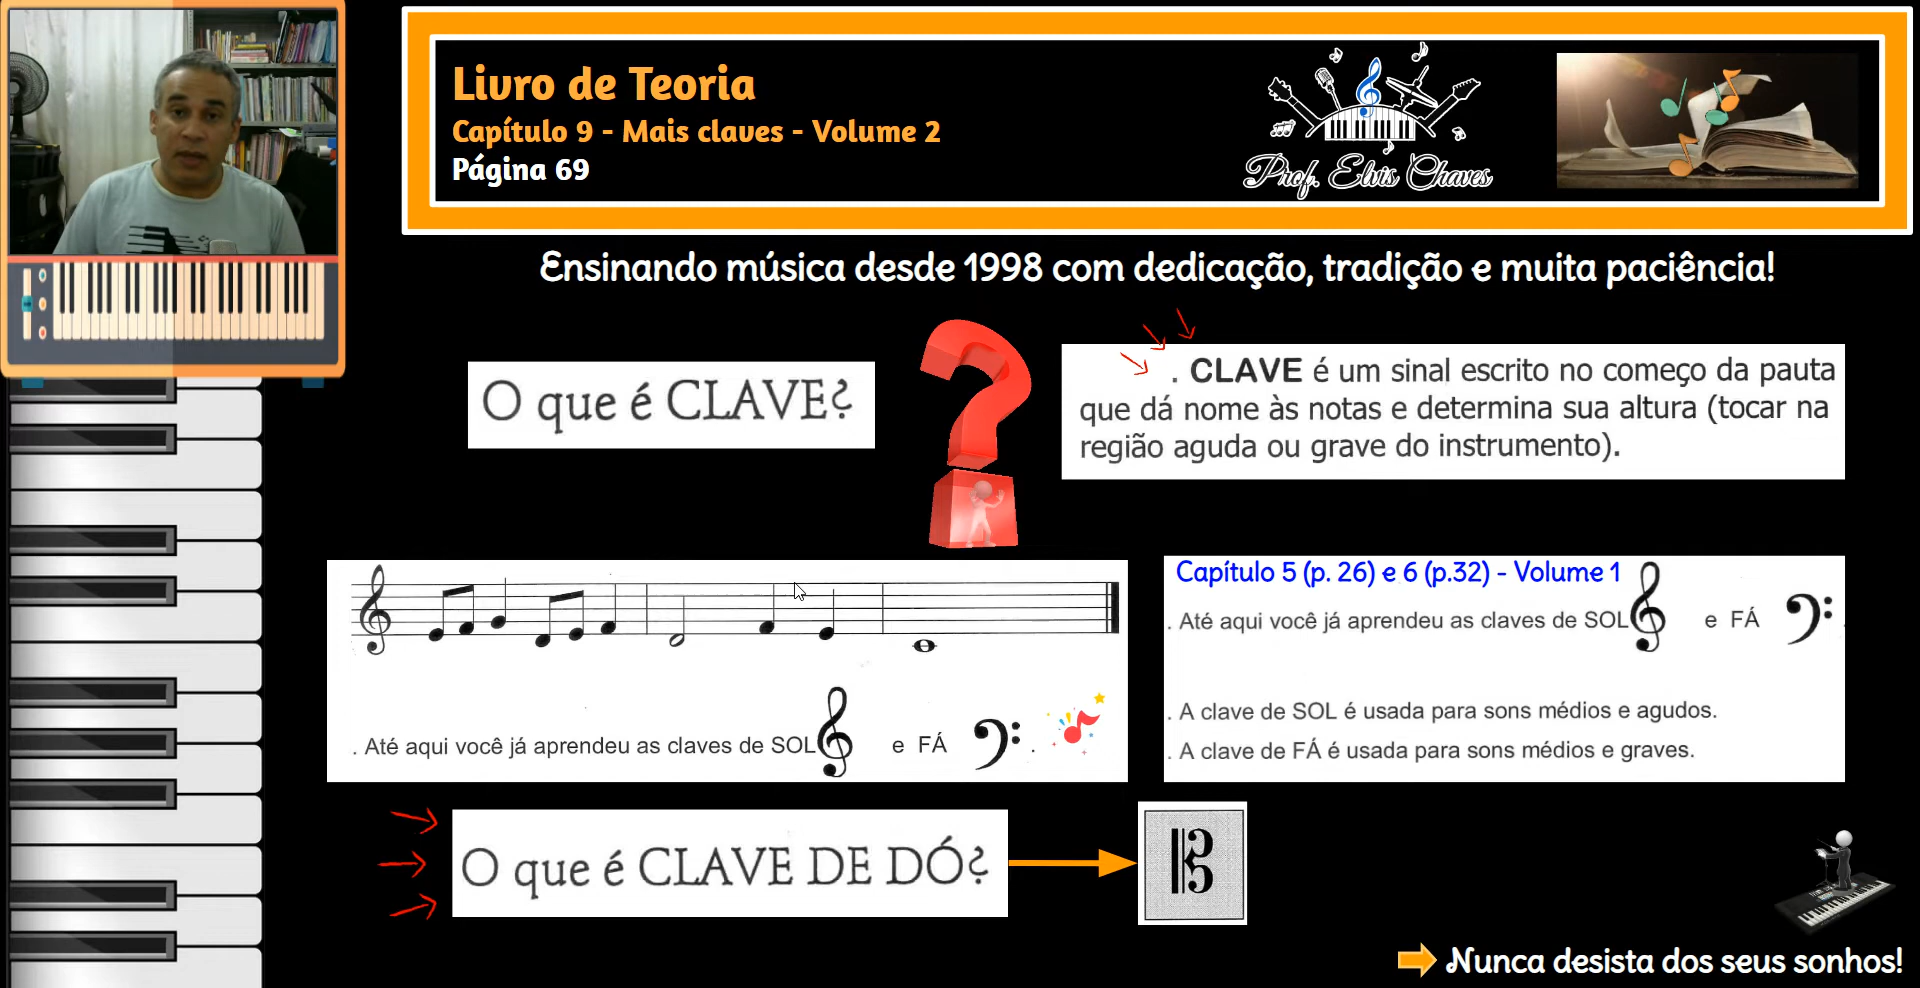 Livro de Teoria
Capítulo 9 - Mais claves - Volume 2
Página 69
Prof. Elvis Chaves
Ensinando música desde 1998 com dedicação, tradição e muita paciência!
O que é CLAVE?
. CLAVE é um sinal escrito no começo da pauta
que dá nome às notas e determina sua altura (tocar na
região aguda ou grave do instrumento).
. Até aqui você já aprendeu as claves de SOL e FÁ .
Capítulo 5 (p. 26) e 6 (p.32) - Volume 1
. Até aqui você já aprendeu as claves de SOL e FÁ
. A clave de SOL é usada para sons médios e agudos.
. A clave de FÁ é usada para sons médios e graves.
O que é CLAVE DE DÓ?
Nunca desista dos seus sonhos!